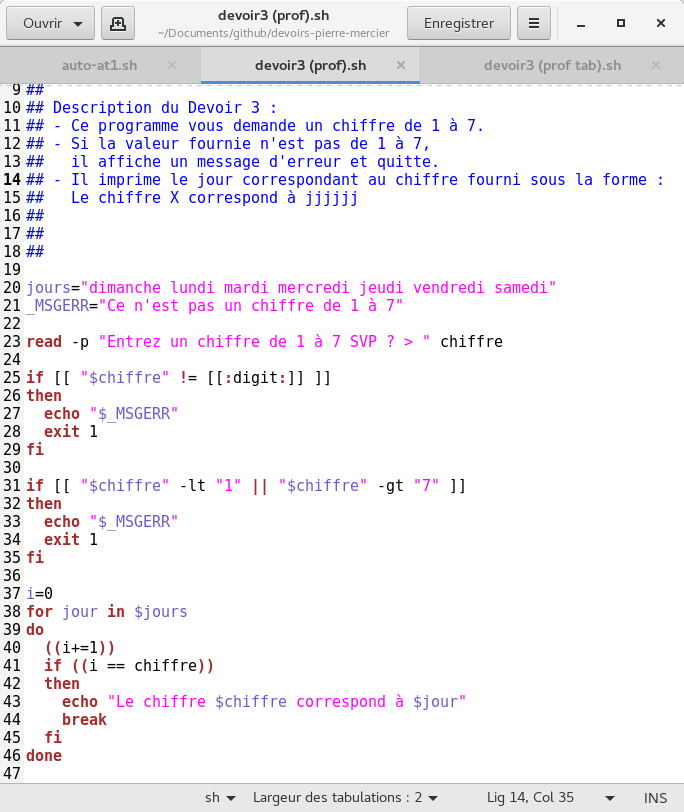 Ouvrir
devoir3 (prof).sh
~/Documents/github/devoirs-pierre-mercier
Enregistrer
auto-at1.sh
devoir3 (prof).sh
devoir3 (prof tab).sh
9 ##
10 ## Description du Devoir 3 :
11 ## - Ce programme vous demande un chiffre de 1 à 7.
12 ## - Si la valeur fournie n'est pas de 1 à 7,
13 ##   il affiche un message d'erreur et quitte.
14 ## - Il imprime le jour correspondant au chiffre fourni sous la forme :
15 ##   Le chiffre X correspond à jjjjjj
16 ##
17 ##
18 ##
19
20 jours="dimanche lundi mardi mercredi jeudi vendredi samedi"
21 _MSGERR="Ce n'est pas un chiffre de 1 à 7"
22
23 read -p "Entrez un chiffre de 1 à 7 SVP ? > " chiffre
24
25 if [[ "$chiffre" != [[:digit:]] ]]
26 then
27   echo "$_MSGERR"
28   exit 1
29 fi
30
31 if [[ "$chiffre" -lt "1" || "$chiffre" -gt "7" ]]
32 then
33   echo "$_MSGERR"
34   exit 1
35 fi
36
37 i=0
38 for jour in $jours
39 do
40   ((i+=1))
41   if ((i == chiffre))
42   then
43     echo "Le chiffre $chiffre correspond à $jour"
44     break
45   fi
46 done
47
sh
Largeur des tabulations : 2
Lig 14, Col 35
INS